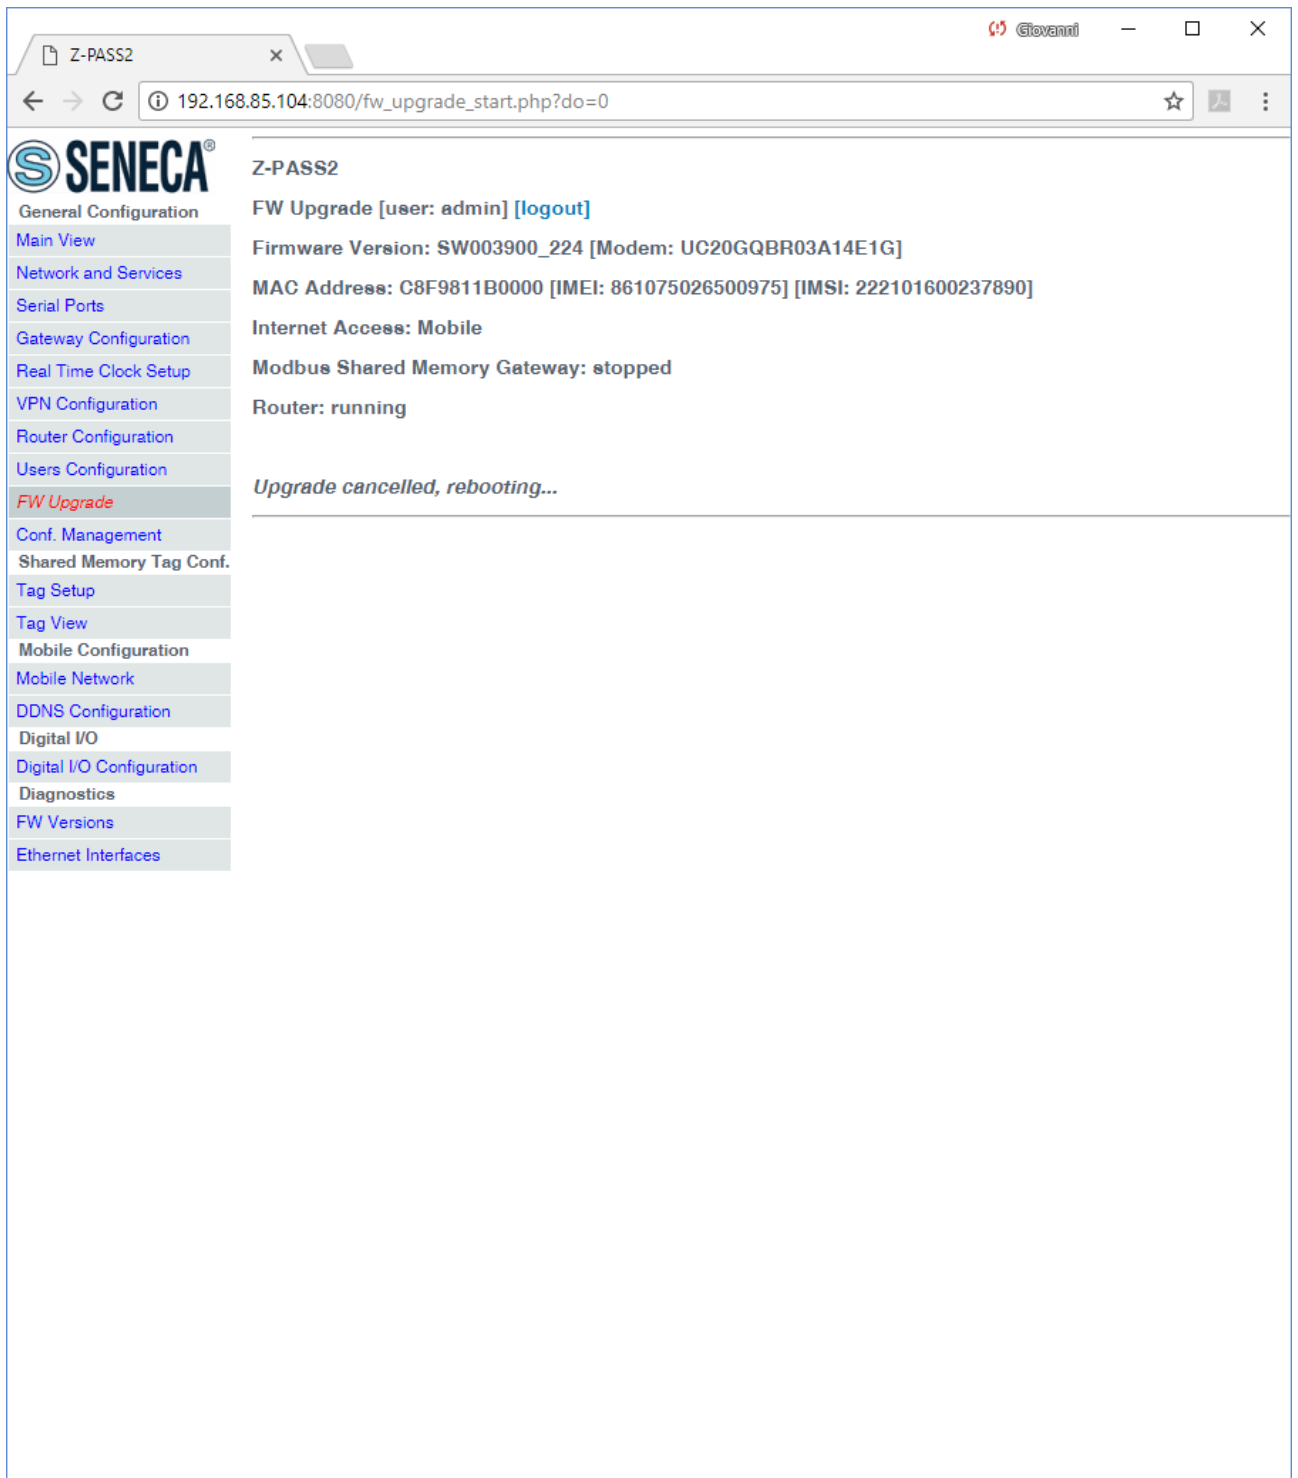 Giovanni
Z-PASS2
192.168.85.104:8080/fw_upgrade_start.php?do=0
S SENECA®
General Configuration
Main View
Network and Services
Serial Ports
Gateway Configuration
Real Time Clock Setup
VPN Configuration
Router Configuration
Users Configuration
FW Upgrade
Conf. Management
Shared Memory Tag Conf.
Tag Setup
Tag View
Mobile Configuration
Mobile Network
DDNS Configuration
Digital I/O
Digital I/O Configuration
Diagnostics
FW Versions
Ethernet Interfaces
Z-PASS2
FW Upgrade [user: admin] [logout]
Firmware Version: SW003900_224 [Modem: UC20GQBR03A14E1G]
MAC Address: C8F9811B0000 [IMEI: 861075026500975] [IMSI: 222101600237890]
Internet Access: Mobile
Modbus Shared Memory Gateway: stopped
Router: running
Upgrade cancelled, rebooting...